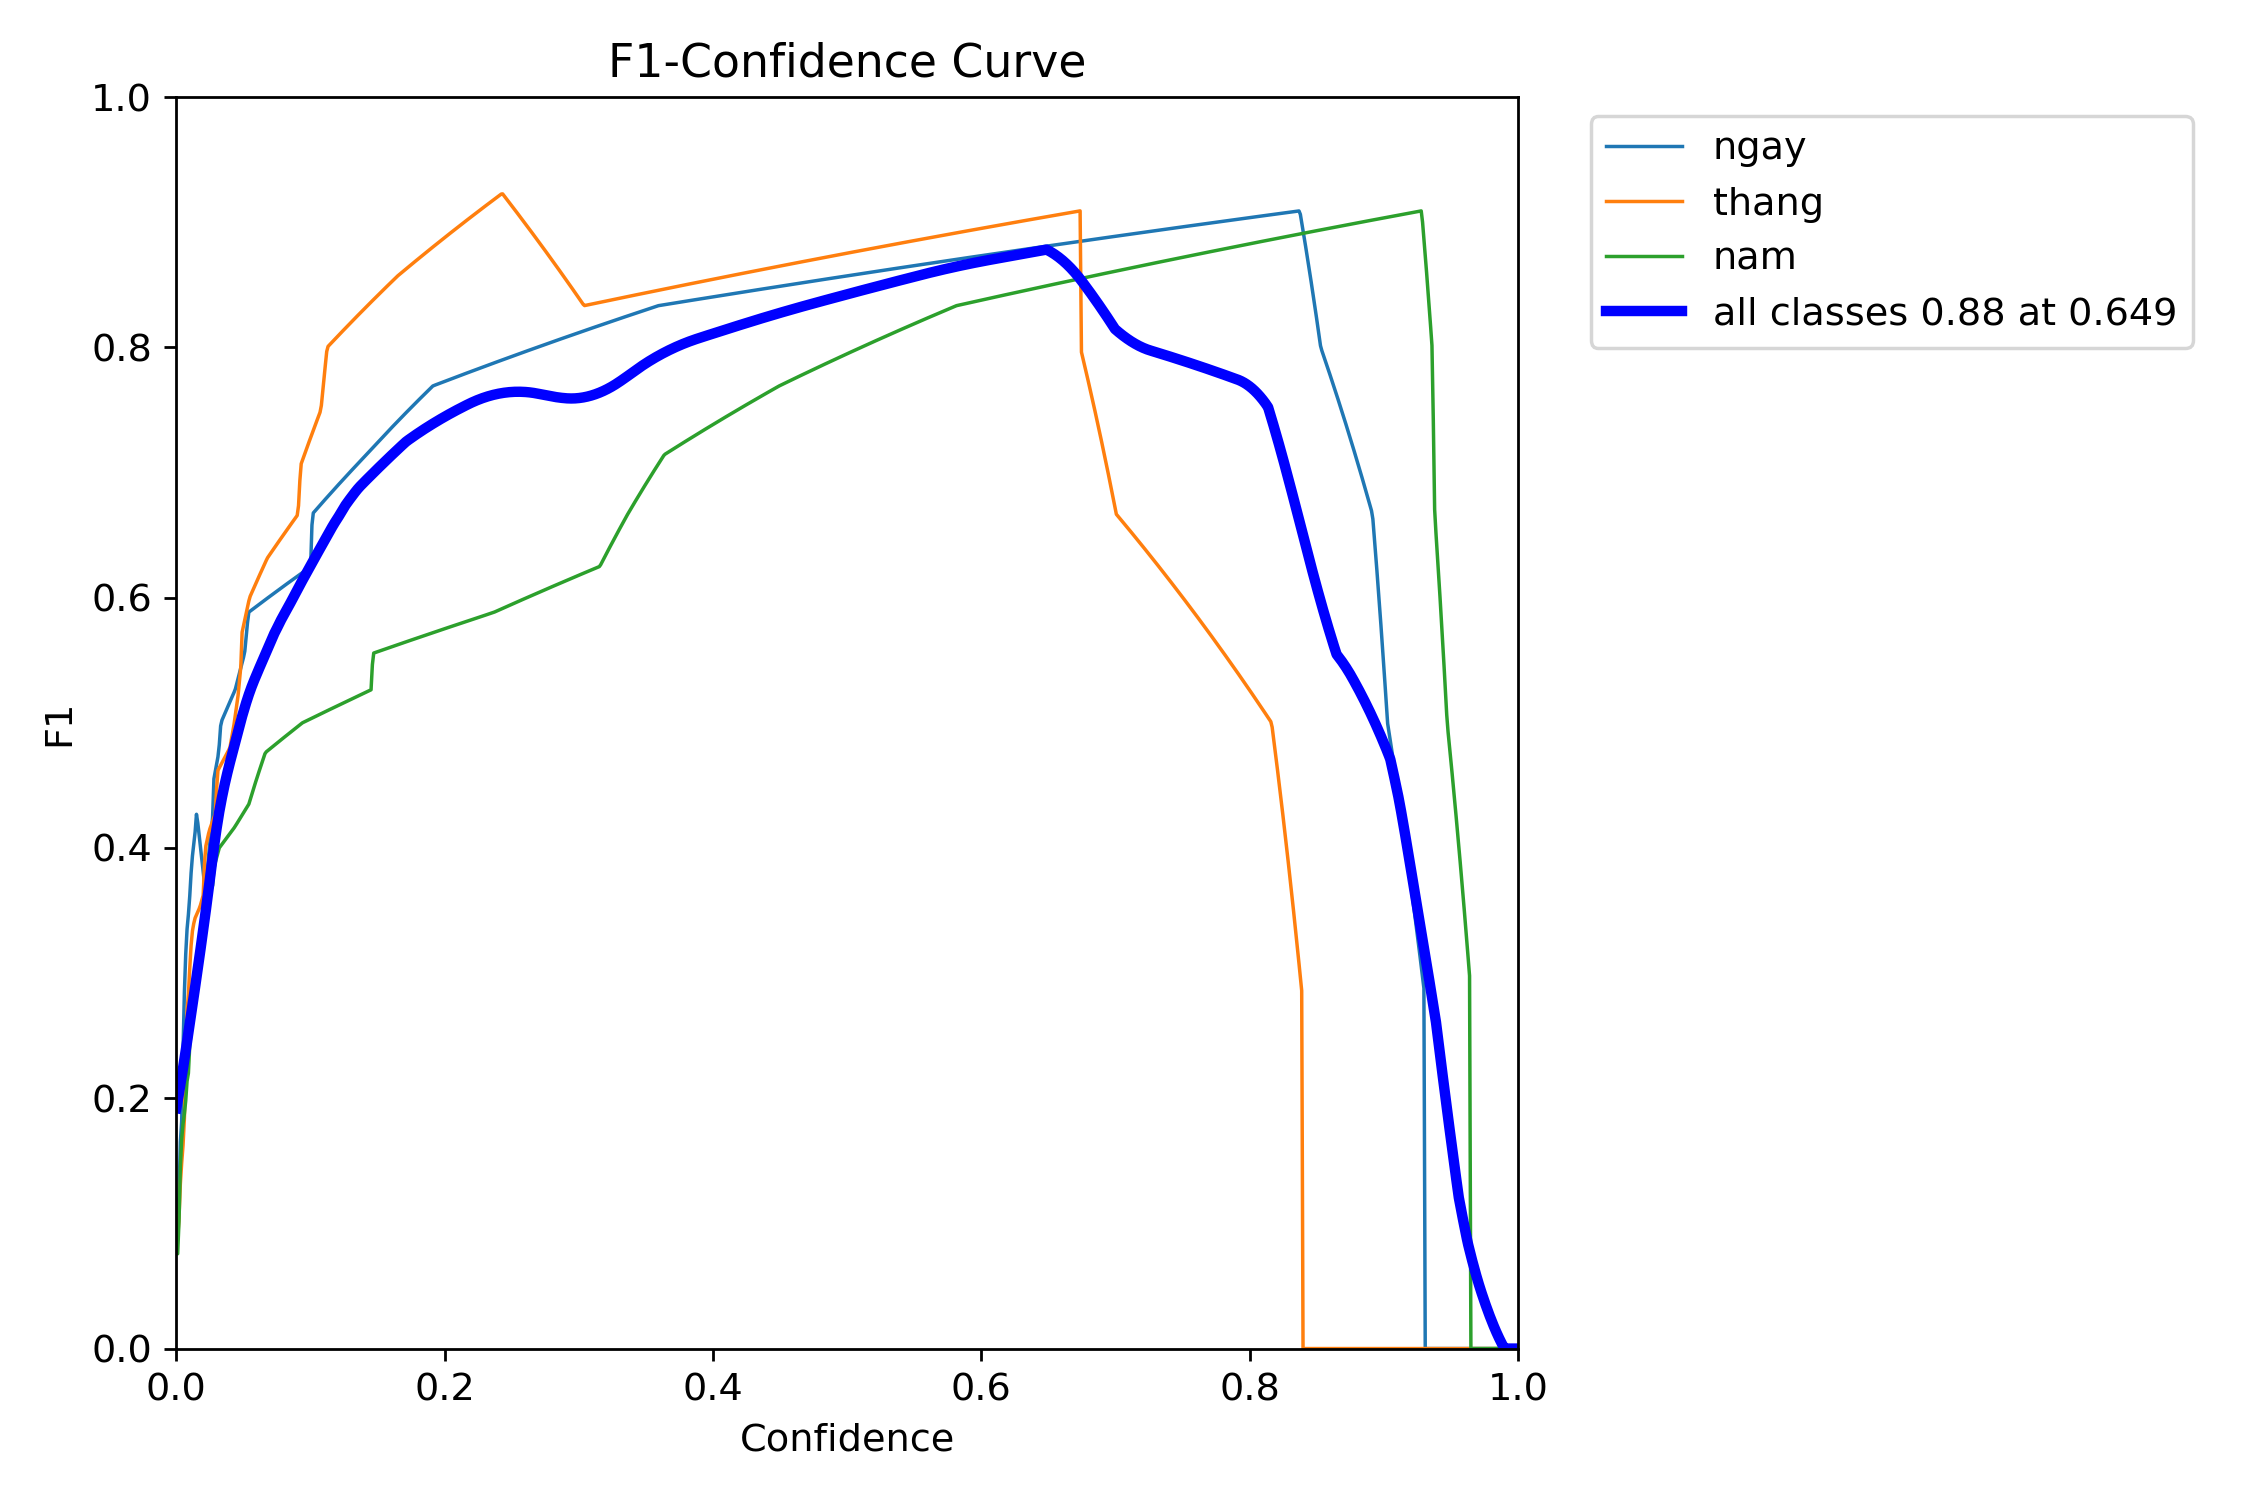 F1-Confidence Curve
1.0
0.8
0.6
0.4
0.2
0.0
F1
0.0 0.2 0.4 0.6 0.8 1.0
Confidence
ngay
thang
nam
all classes 0.88 at 0.649